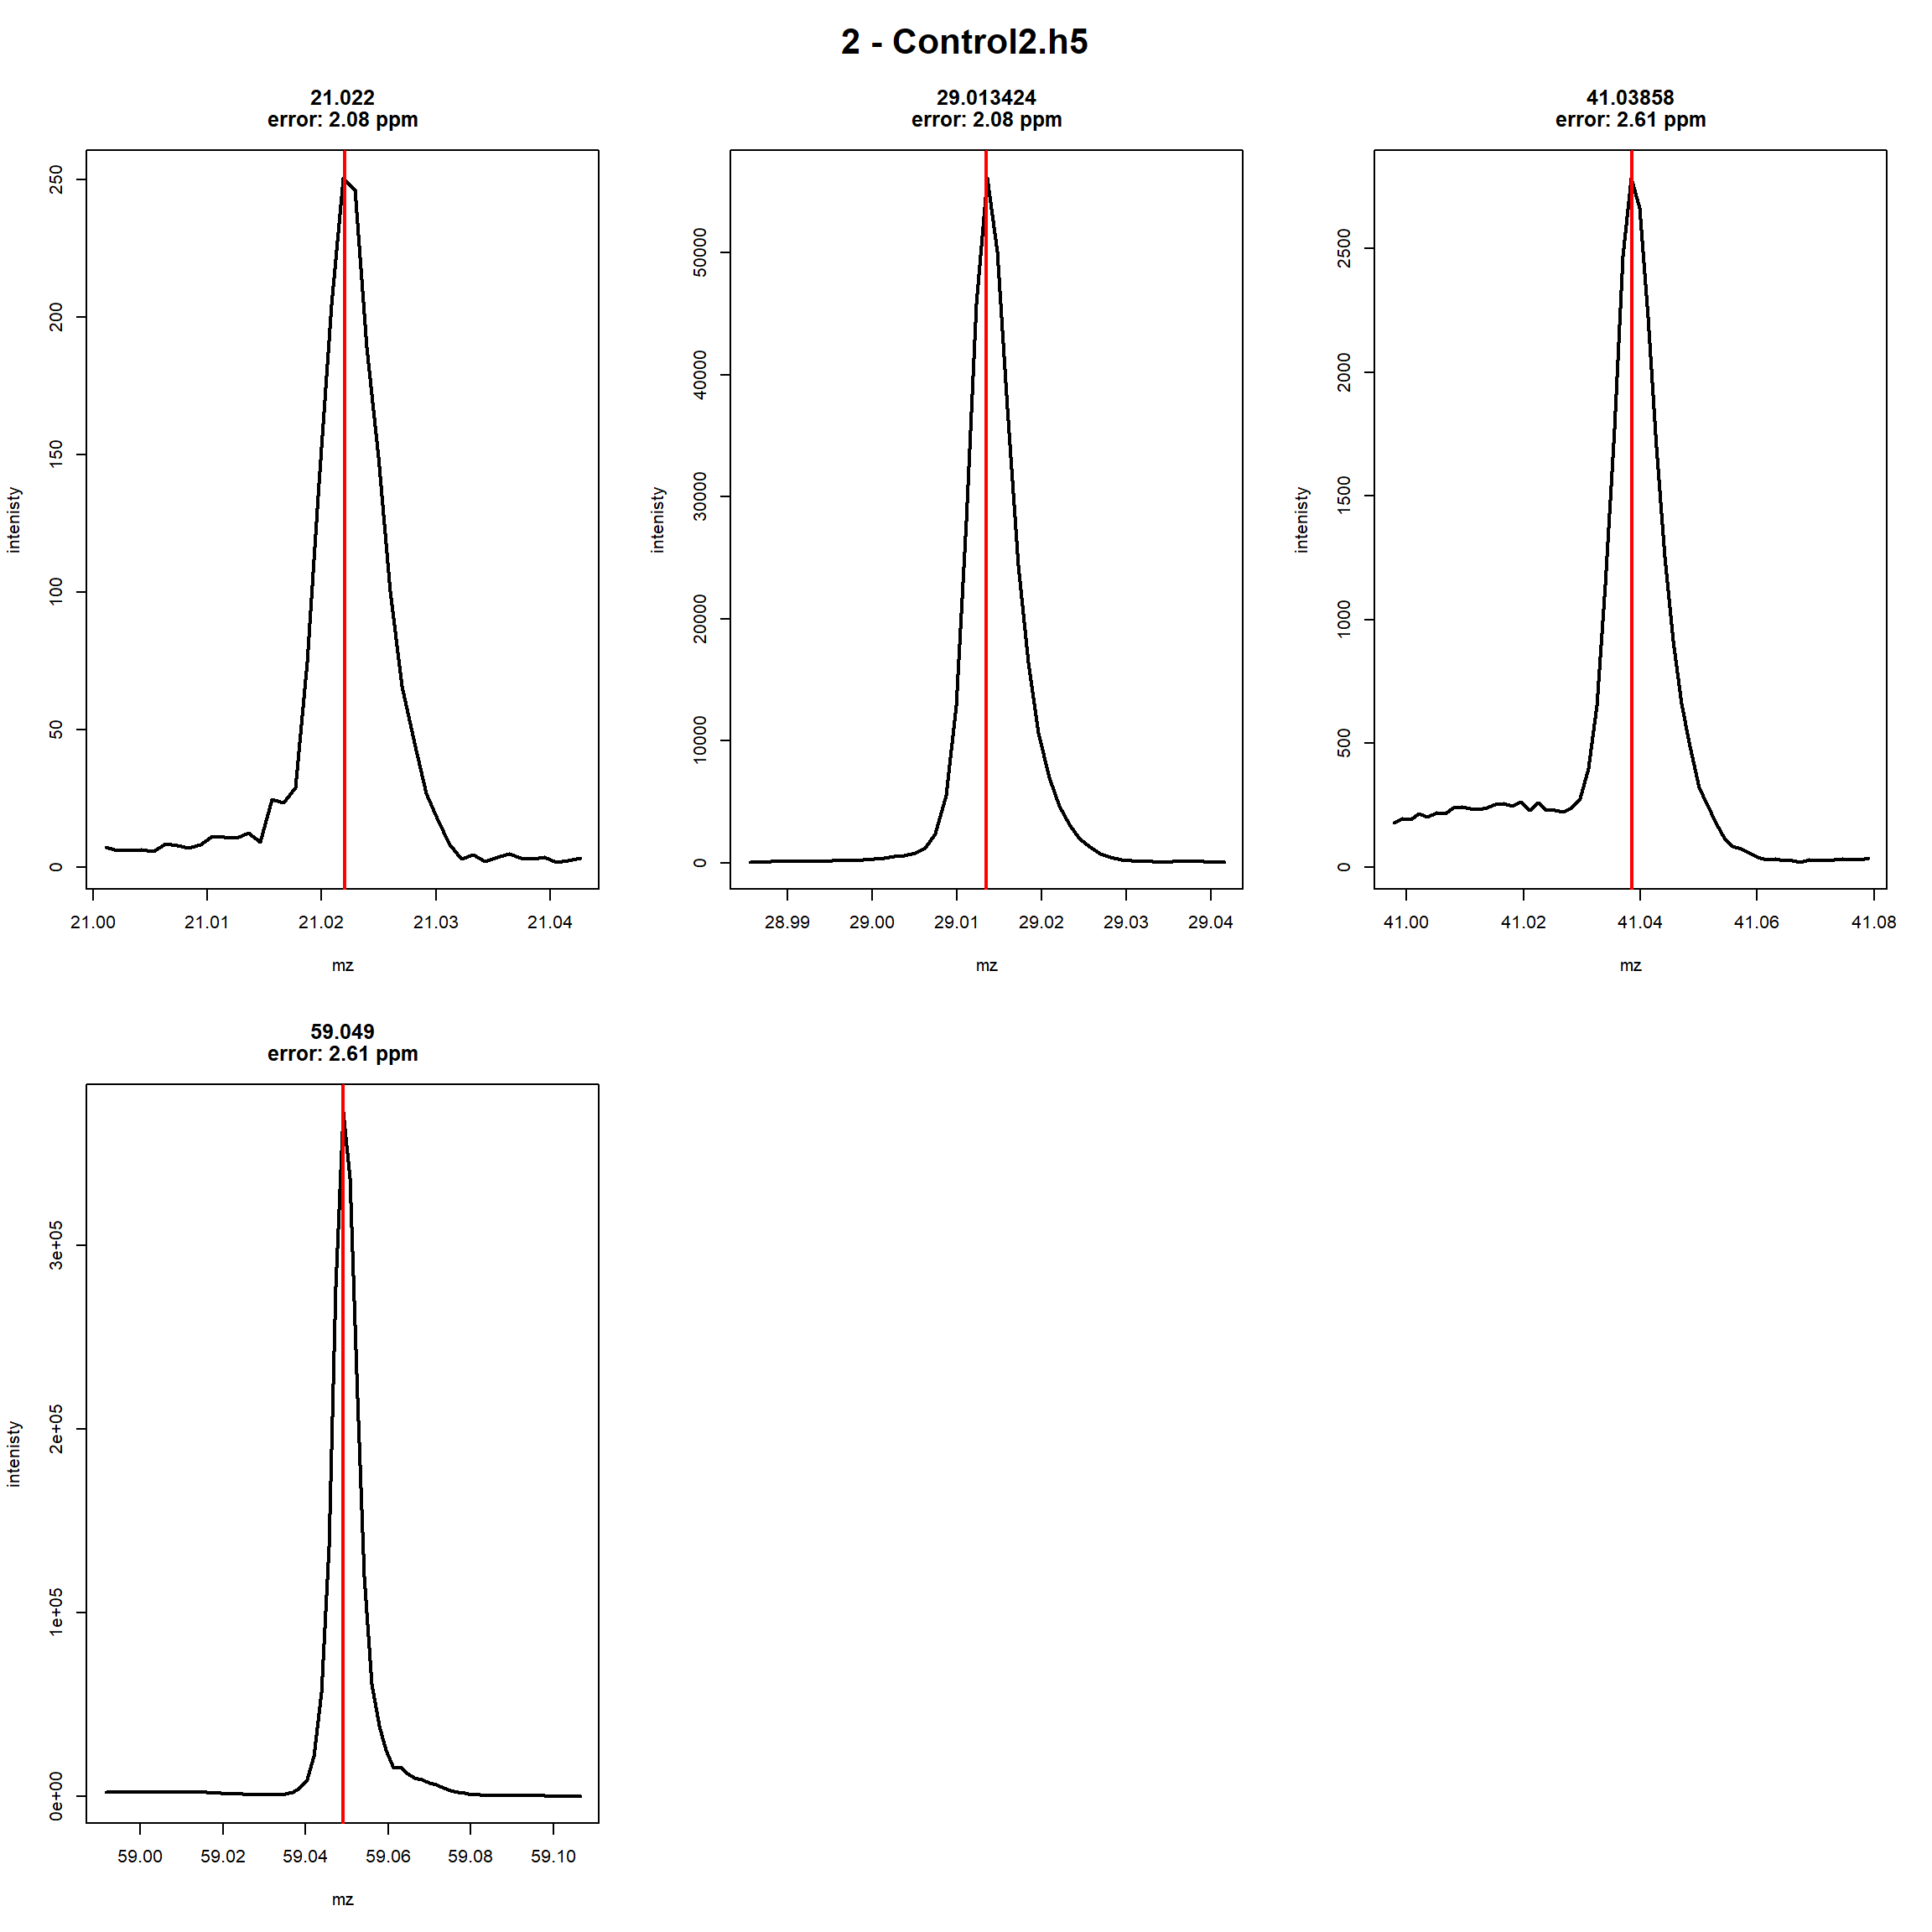 2 - Control2.h5
21.022
error: 2.08 ppm
250
200
150
100
50
0
intenisty
21.00 21.01 21.02 21.03 21.04
mz
29.013424
error: 2.08 ppm
50000
40000
30000
20000
10000
0
intenisty
28.99 29.00 29.01 29.02 29.03 29.04
mz
41.03858
error: 2.61 ppm
2500
2000
1500
1000
500
0
intenisty
41.00 41.02 41.04 41.06 41.08
mz
59.049
error: 2.61 ppm
3e+05
2e+05
1e+05
0e+00
intenisty
59.00 59.02 59.04 59.06 59.08 59.10
mz